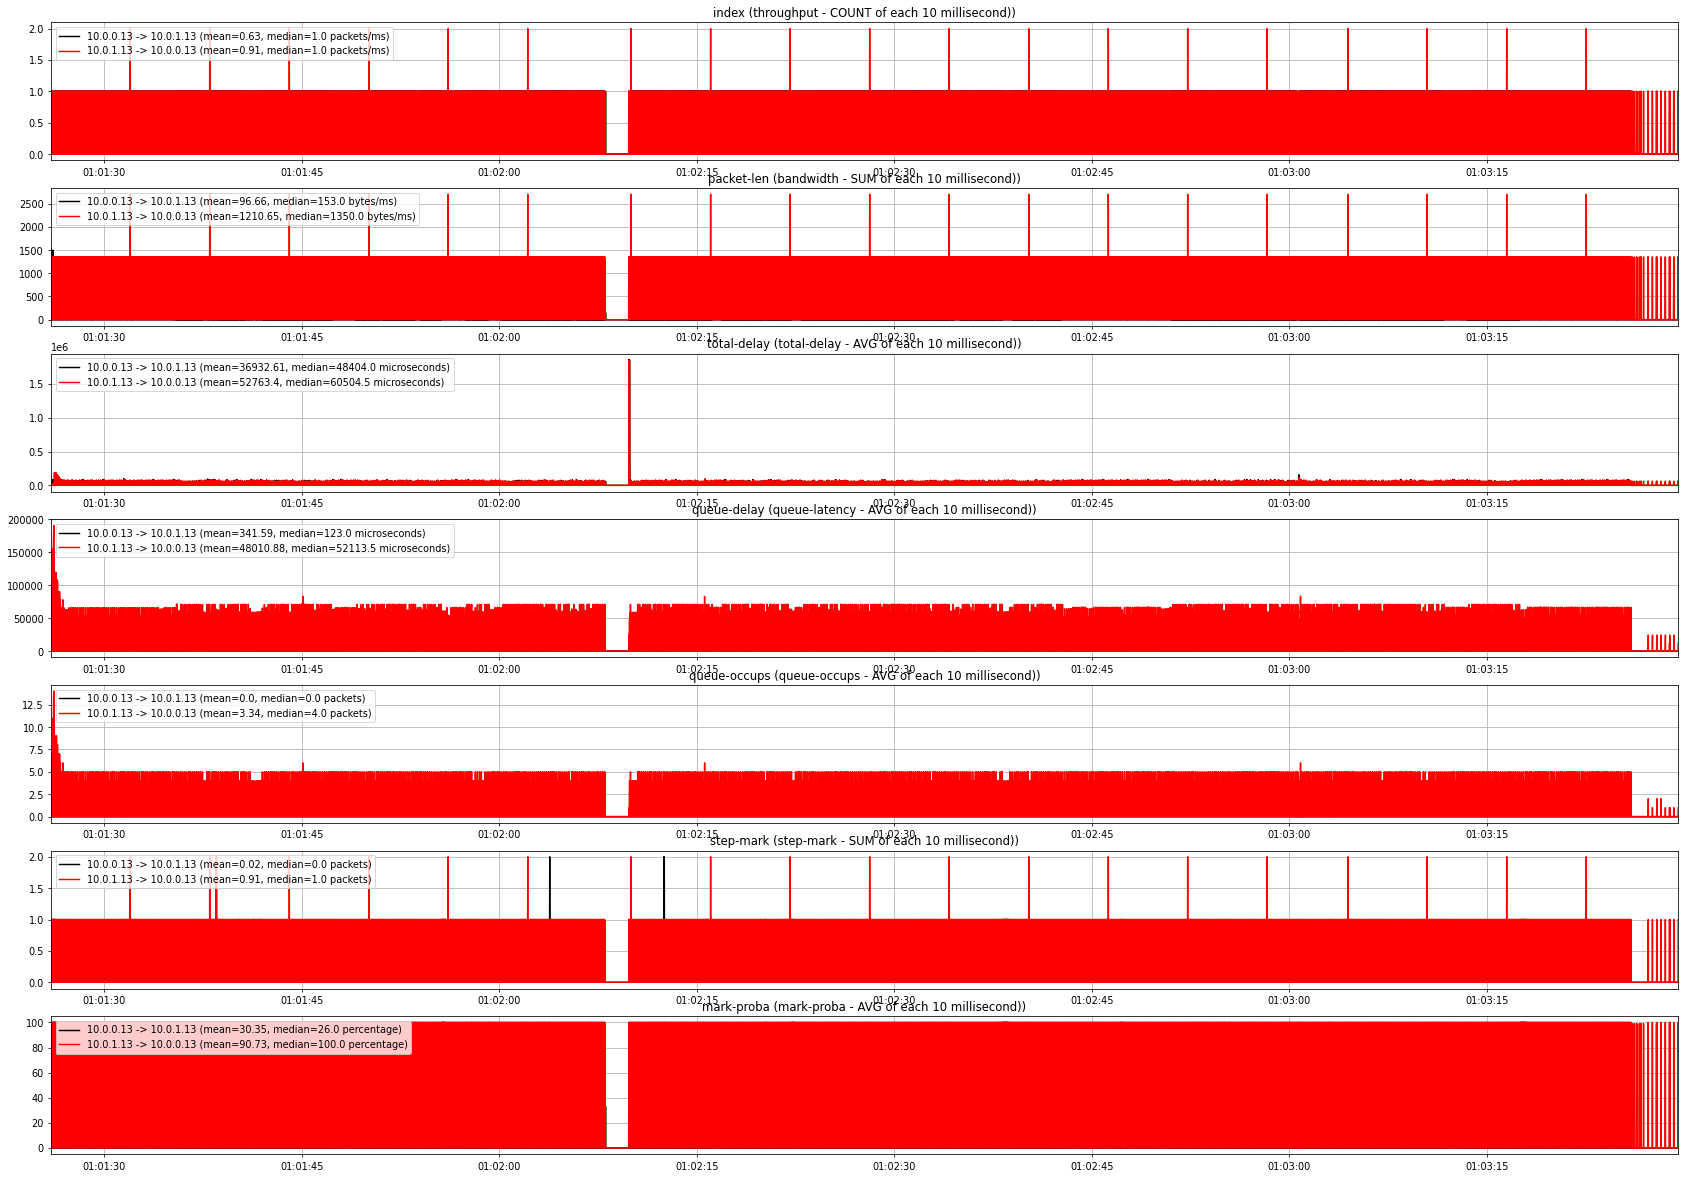 index (throughput - COUNT of each 10 millisecond))
10.0.0.13 -> 10.0.1.13 (mean=0.63, median=1.0 packets/ms)
10.0.1.13 -> 10.0.0.13 (mean=0.91, median=1.0 packets/ms)
2.0
1.5
1.0
0.5
0.0
01:01:30 01:01:45 01:02:00 01:02:15 01:02:30 01:02:45 01:03:00 01:03:15
packet-len (bandwidth - SUM of each 10 millisecond))
10.0.0.13 -> 10.0.1.13 (mean=96.66, median=153.0 bytes/ms)
10.0.1.13 -> 10.0.0.13 (mean=1210.65, median=1350.0 bytes/ms)
2500
2000
1500
1000
500
0
01:01:30 01:01:45 01:02:00 01:02:15 01:02:30 01:02:45 01:03:00 01:03:15
total-delay (total-delay - AVG of each 10 millisecond))
1e6
10.0.0.13 -> 10.0.1.13 (mean=36932.61, median=48404.0 microseconds)
10.0.1.13 -> 10.0.0.13 (mean=52763.4, median=60504.5 microseconds)
1.5
1.0
0.5
0.0
01:01:30 01:01:45 01:02:00 01:02:15 01:02:30 01:02:45 01:03:00 01:03:15
queue-delay (queue-latency - AVG of each 10 millisecond))
10.0.0.13 -> 10.0.1.13 (mean=341.59, median=123.0 microseconds)
10.0.1.13 -> 10.0.0.13 (mean=48010.88, median=52113.5 microseconds)
200000
150000
100000
50000
0
01:01:30 01:01:45 01:02:00 01:02:15 01:02:30 01:02:45 01:03:00 01:03:15
queue-occups (queue-occups - AVG of each 10 millisecond))
10.0.0.13 -> 10.0.1.13 (mean=0.0, median=0.0 packets)
10.0.1.13 -> 10.0.0.13 (mean=3.34, median=4.0 packets)
12.5
10.0
7.5
5.0
2.5
0.0
01:01:30 01:01:45 01:02:00 01:02:15 01:02:30 01:02:45 01:03:00 01:03:15
step-mark (step-mark - SUM of each 10 millisecond))
10.0.0.13 -> 10.0.1.13 (mean=0.02, median=0.0 packets)
10.0.1.13 -> 10.0.0.13 (mean=0.91, median=1.0 packets)
2.0
1.5
1.0
0.5
0.0
01:01:30 01:01:45 01:02:00 01:02:15 01:02:30 01:02:45 01:03:00 01:03:15
mark-proba (mark-proba - AVG of each 10 millisecond))
10.0.0.13 -> 10.0.1.13 (mean=30.35, median=26.0 percentage)
10.0.1.13 -> 10.0.0.13 (mean=90.73, median=100.0 percentage)
100
80
60
40
20
0
01:01:30 01:01:45 01:02:00 01:02:15 01:02:30 01:02:45 01:03:00 01:03:15